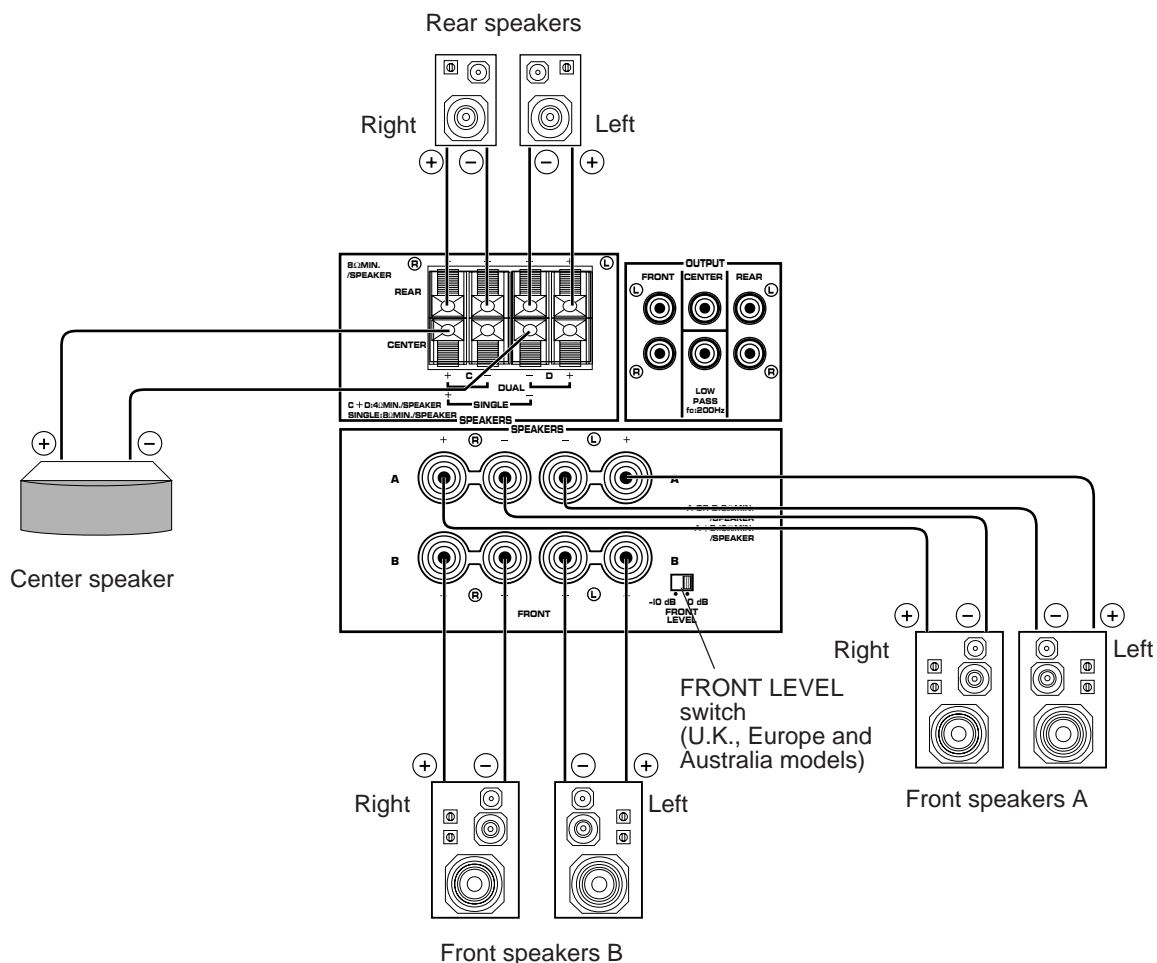 Rear speakers
Right
Left
+ − − +
8ΩMIN.
/SPEAKER
R
L
REAR
CENTER
+ C − − D +
DUAL
+ SINGLE −
C + D:4ΩMIN./SPEAKER
SINGLE:8ΩMIN./SPEAKER
SPEAKERS
OUTPUT
FRONT CENTER REAR
L L
R R
LOW
PASS
fc:200Hz
+ −
Center speaker
SPEAKERS
+ R − − L +
A A
/SPEAKER
/SPEAKER
B B
R − − L
FRONT
-10 dB 0 dB
FRONT
LEVEL
FRONT LEVEL
switch
(U.K., Europe and
Australia models)
+ − − +
Right
Left
Front speakers A
+ − − +
Right
Left
Front speakers B